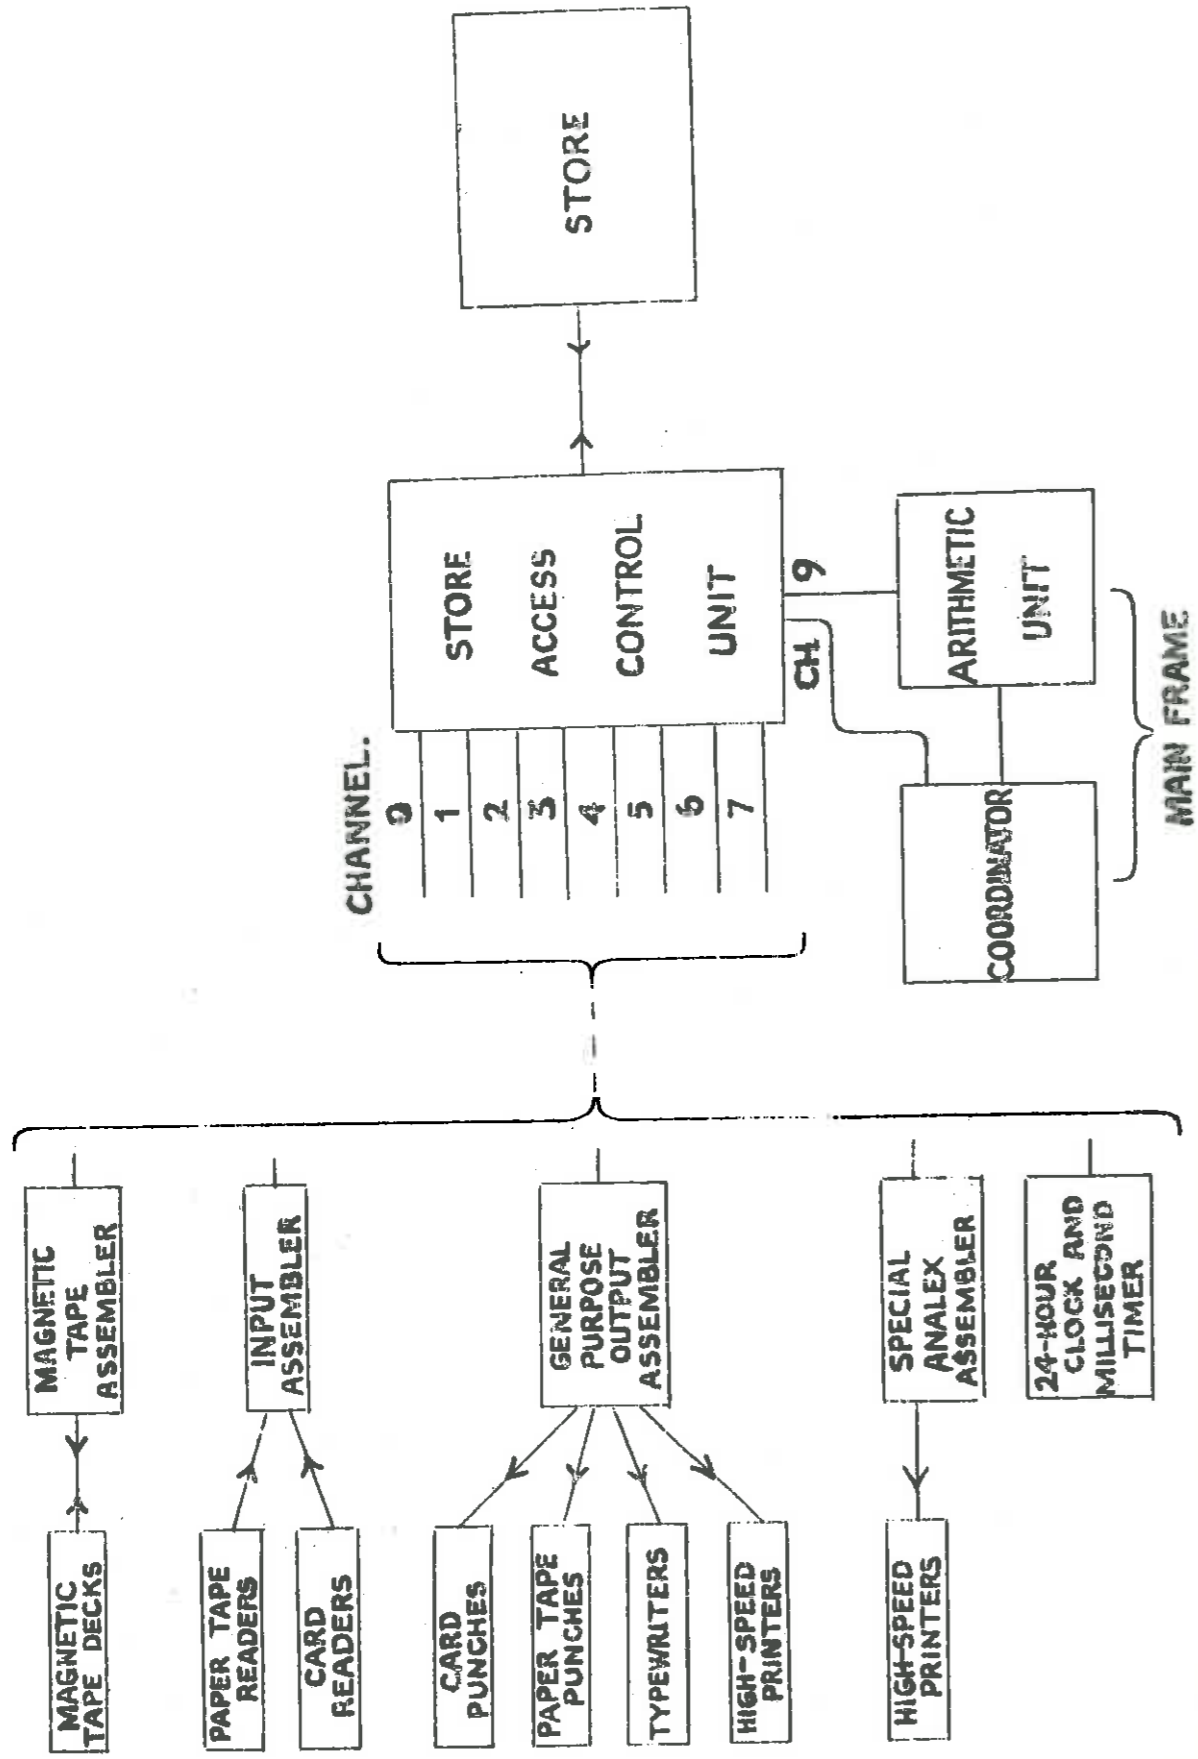 STORE
CHANNEL.
0
1
2
3
4
5
6
7
STORE
ACCESS
CONTROL
UNIT
CH 9
ARITHMETIC
UNIT
COORDINATOR
MAIN FRAME
MAGNETIC
TAPE
ASSEMBLER
INPUT
ASSEMBLER
GENERAL
PURPOSE
OUTPUT
ASSEMBLER
SPECIAL
ANALEX
ASSEMBLER
24-HOUR
CLOCK AND
MILLISECOND
TIMER
MAGNETIC
TAPE DECKS
PAPER TAPE
READERS
CARD
READERS
CARD
PUNCHES
PAPER TAPE
PUNCHES
TYPEWRITERS
HIGH-SPEED
PRINTERS
HIGH-SPEED
PRINTERS